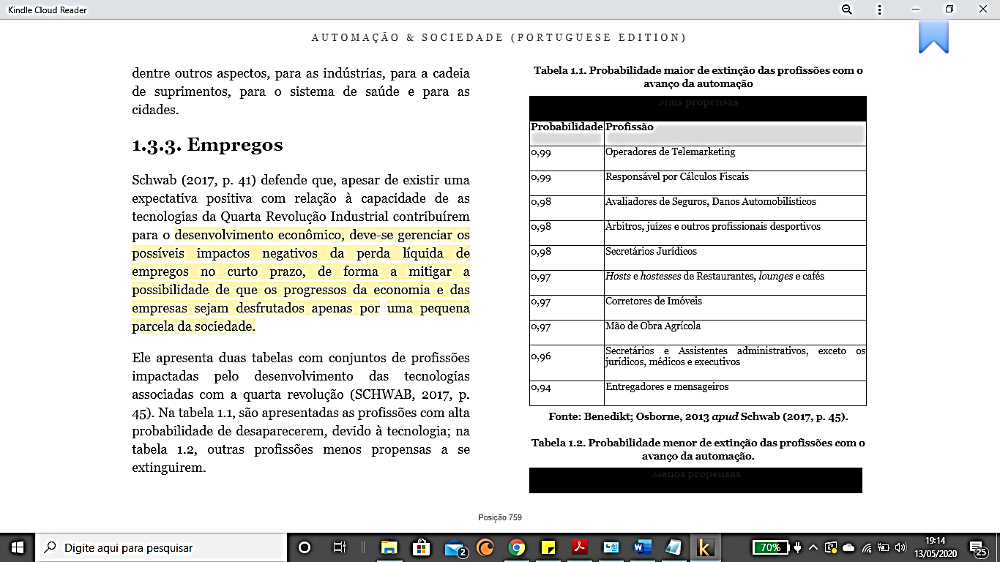 Kindle Cloud Reader
AUTOMAÇÃO & SOCIEDADE (PORTUGUESE EDITION)
dentre outros aspectos, para as indústrias, para a cadeia
de suprimentos, para o sistema de saúde e para as
cidades.
1.3.3. Empregos
Schwab (2017, p. 41) defende que, apesar de existir uma
expectativa positiva com relação à capacidade de as
tecnologias da Quarta Revolução Industrial contribuírem
para o desenvolvimento econômico, deve-se gerenciar os
possíveis impactos negativos da perda líquida de
empregos no curto prazo, de forma a mitigar a
possibilidade de que os progressos da economia e das
empresas sejam desfrutados apenas por uma pequena
parcela da sociedade.
Ele apresenta duas tabelas com conjuntos de profissões
impactadas pelo desenvolvimento das tecnologias
associadas com a quarta revolução (SCHWAB, 2017, p.
45). Na tabela 1.1, são apresentadas as profissões com alta
probabilidade de desaparecerem, devido à tecnologia; na
tabela 1.2, outras profissões menos propensas a se
extinguirem.
Tabela 1.1. Probabilidade maior de extinção das profissões com o
avanço da automação
Mais propensas
Probabilidade Profissão
0,99 Operadores de Telemarketing
0,99 Responsável por Cálculos Fiscais
0,98 Avaliadores de Seguros, Danos Automobilísticos
0,98 Árbitros, juízes e outros profissionais desportivos
0,98 Secretários Jurídicos
0,97 Hosts e hostesses de Restaurantes, lounges e cafés
0,97 Corretores de Imóveis
0,97 Mão de Obra Agrícola
0,96 Secretários e Assistentes administrativos, exceto os
jurídicos, médicos e executivos
0,94 Entregadores e mensageiros
Fonte: Benedikt; Osborne, 2013 apud Schwab (2017, p. 45).
Tabela 1.2. Probabilidade menor de extinção das profissões com o
avanço da automação.
Menos propensas
Posição 759
Digite aqui para pesquisar
2
70%
19:14
13/05/2020
25